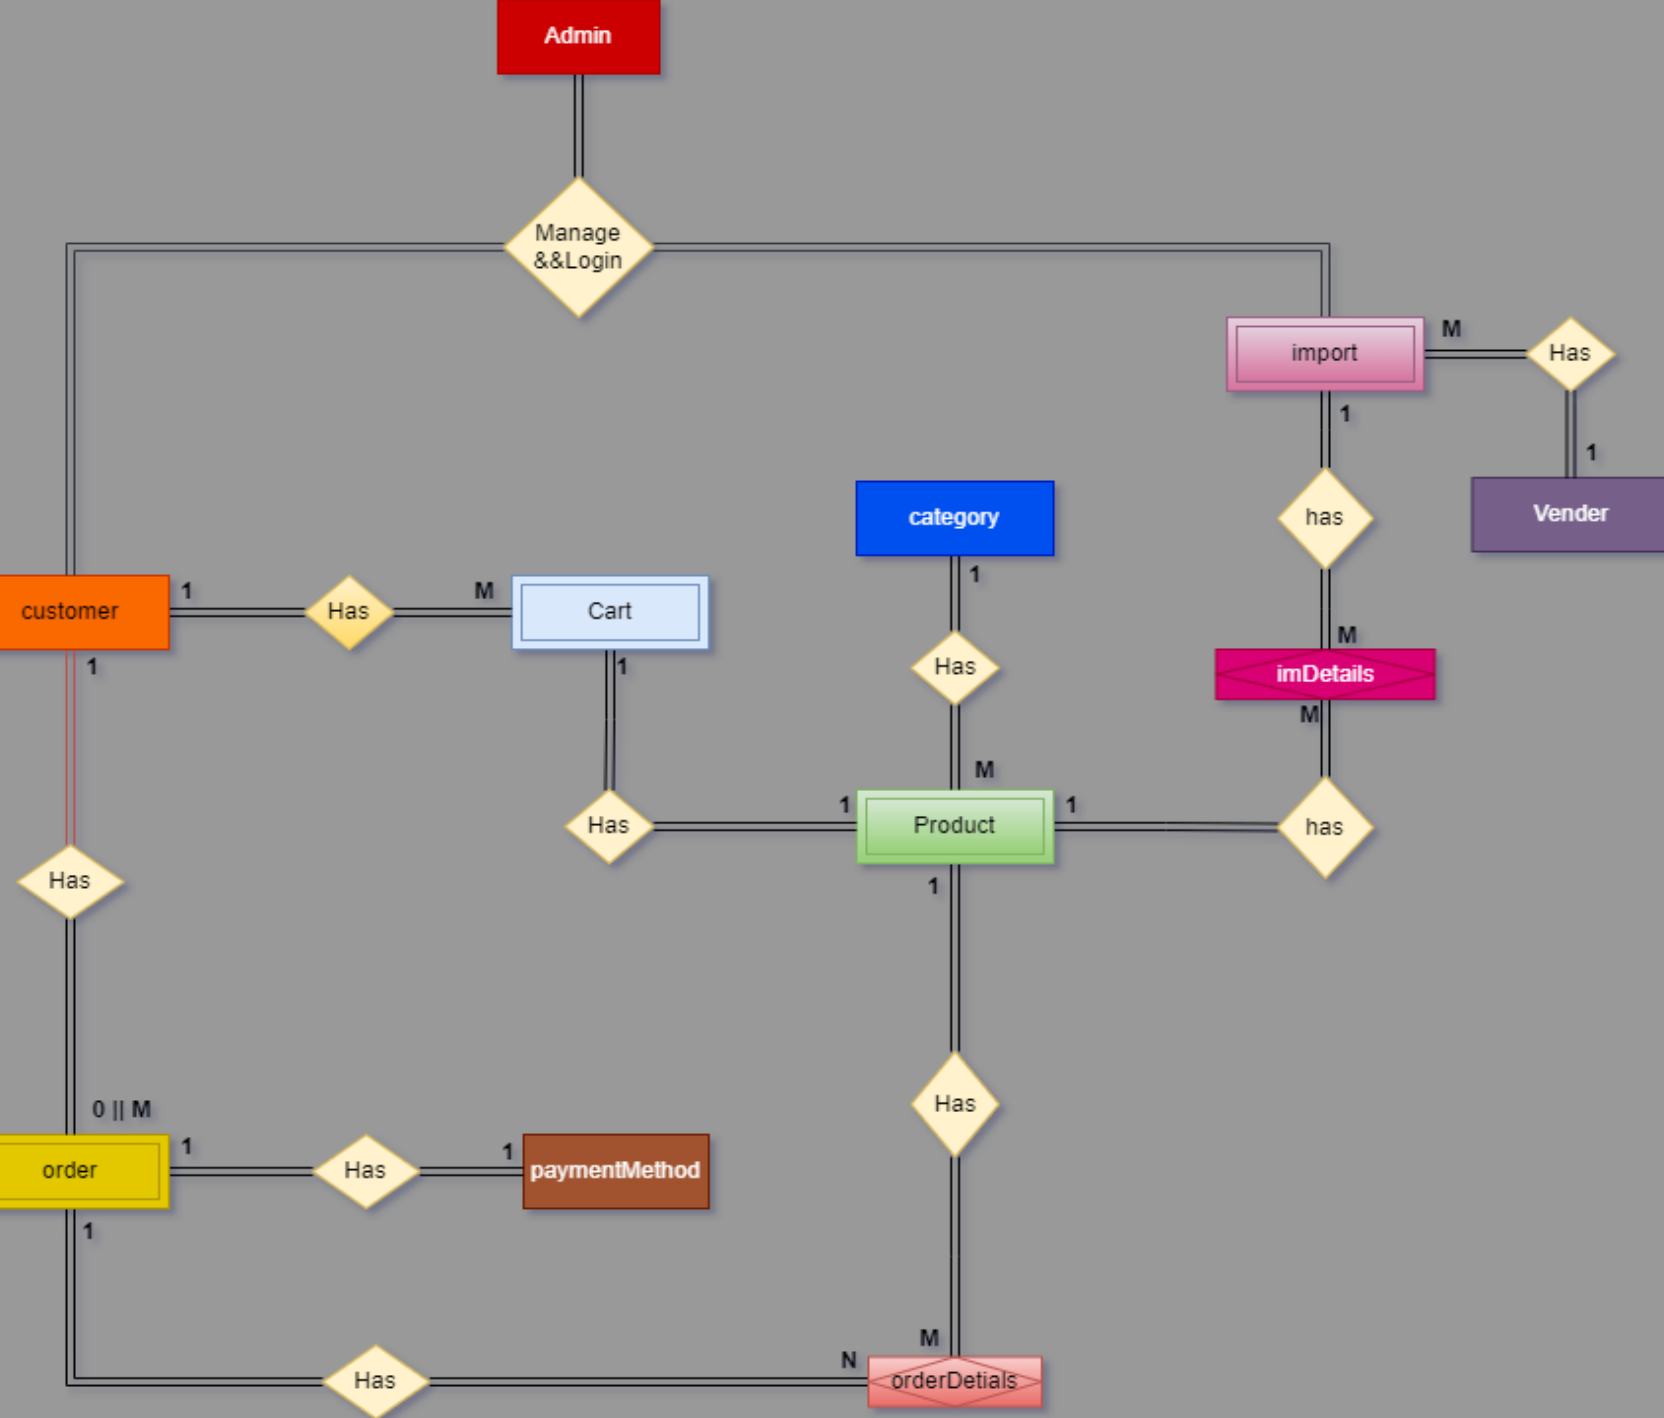 Admin
Manage
&&Login
import
M
Has
1
1
Vender
category
has
1
customer
1
Has
M
Cart
1
1
M
Has
imDetails
M
M
Has
1
Product
1
has
Has
1
Has
0 || M
1
1
order
Has
paymentMethod
1
M
N
Has
orderDetials